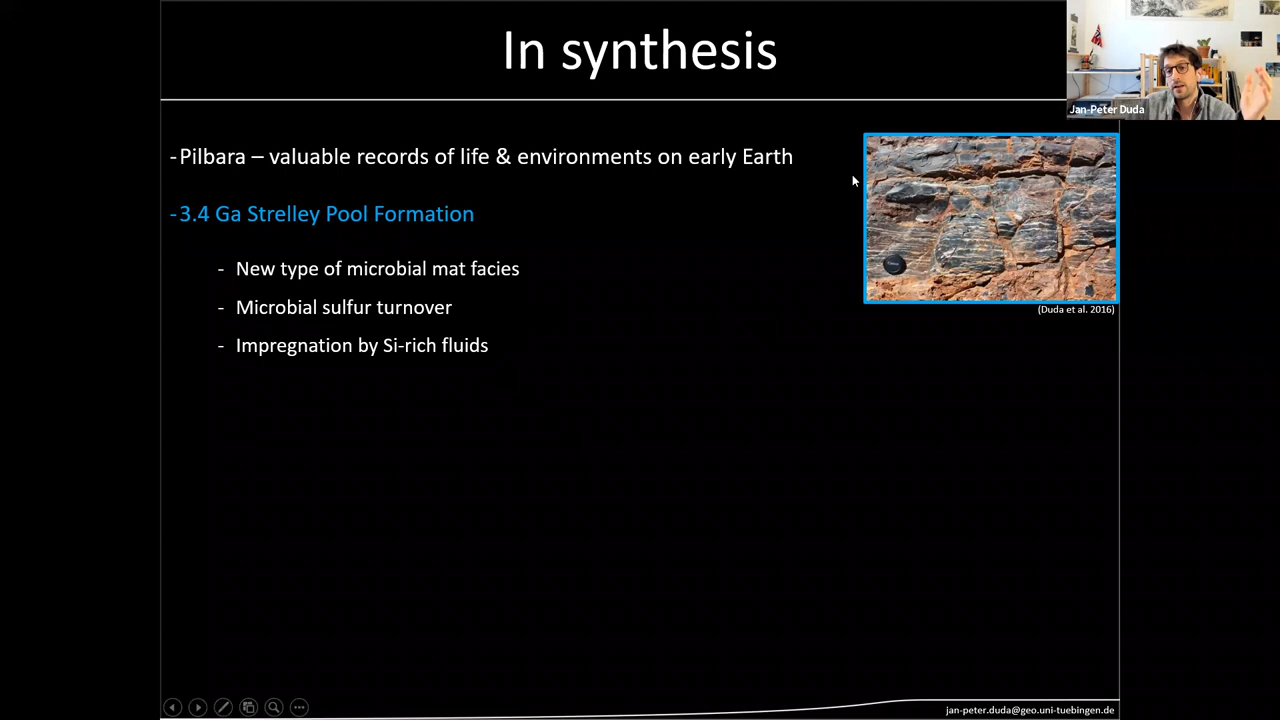 In synthesis
Jan-Peter Duda
-Pilbara – valuable records of life & environments on early Earth
-3.4 Ga Strelley Pool Formation
- New type of microbial mat facies
- Microbial sulfur turnover
- Impregnation by Si-rich fluids
(Duda et al. 2016)
jan-peter.duda@geo.uni-tuebingen.de